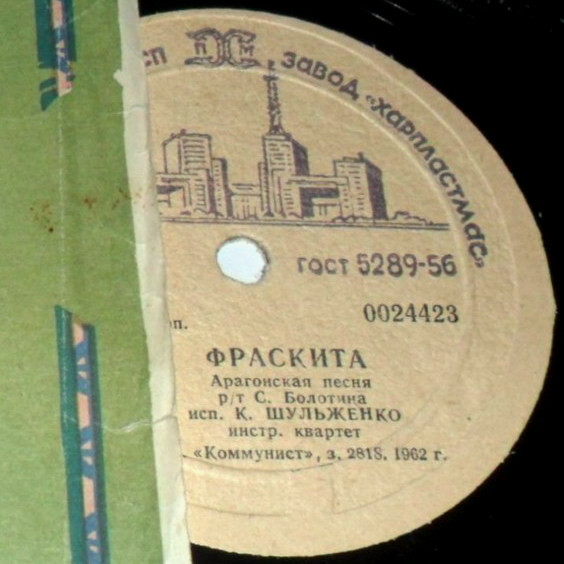 сп ПМ завод «харпластмас»
гост 5289-56
0024423
оп.
ФРАСКИТА
Арагонская песня
р/т С. Болотина
исп. К. ШУЛЬЖЕНКО
инстр. квартет
. «Коммунист», з. 2818. 1962 г.